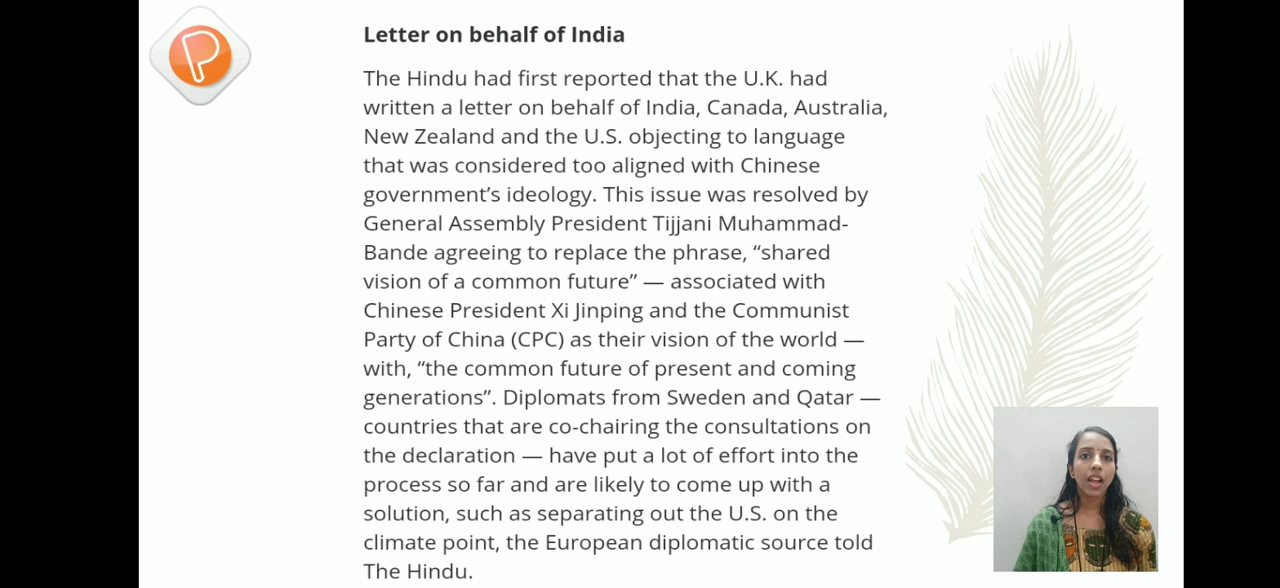 Letter on behalf of India
The Hindu had first reported that the U.K. had
written a letter on behalf of India, Canada, Australia,
New Zealand and the U.S. objecting to language
that was considered too aligned with Chinese
government’s ideology. This issue was resolved by
General Assembly President Tijjani Muhammad-
Bande agreeing to replace the phrase, “shared
vision of a common future” — associated with
Chinese President Xi Jinping and the Communist
Party of China (CPC) as their vision of the world —
with, “the common future of present and coming
generations”. Diplomats from Sweden and Qatar —
countries that are co-chairing the consultations on
the declaration — have put a lot of effort into the
process so far and are likely to come up with a
solution, such as separating out the U.S. on the
climate point, the European diplomatic source told
The Hindu.